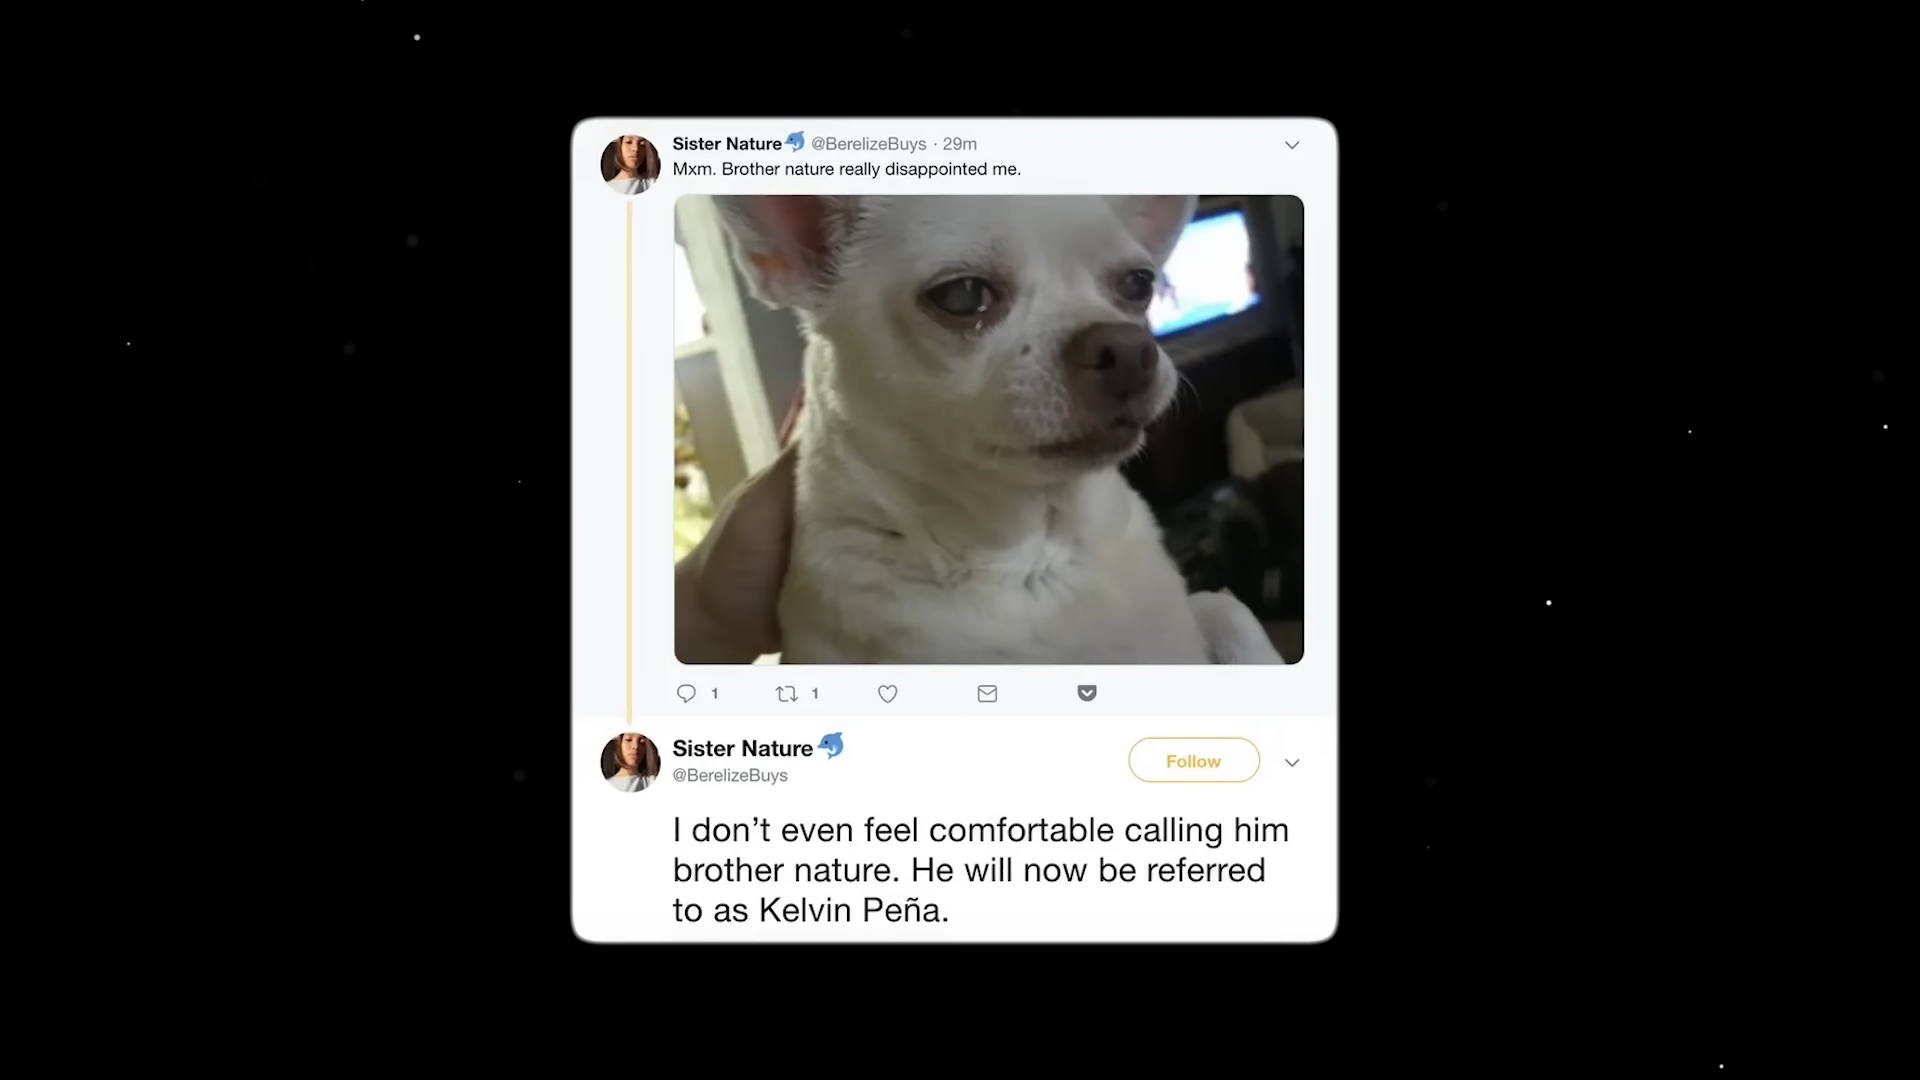 Sister Nature🐬 @BerelizeBuys · 29m
Mxm. Brother nature really disappointed me.
1 1
Sister Nature🐬
@BerelizeBuys
Follow
I don’t even feel comfortable calling him
brother nature. He will now be referred
to as Kelvin Peña.